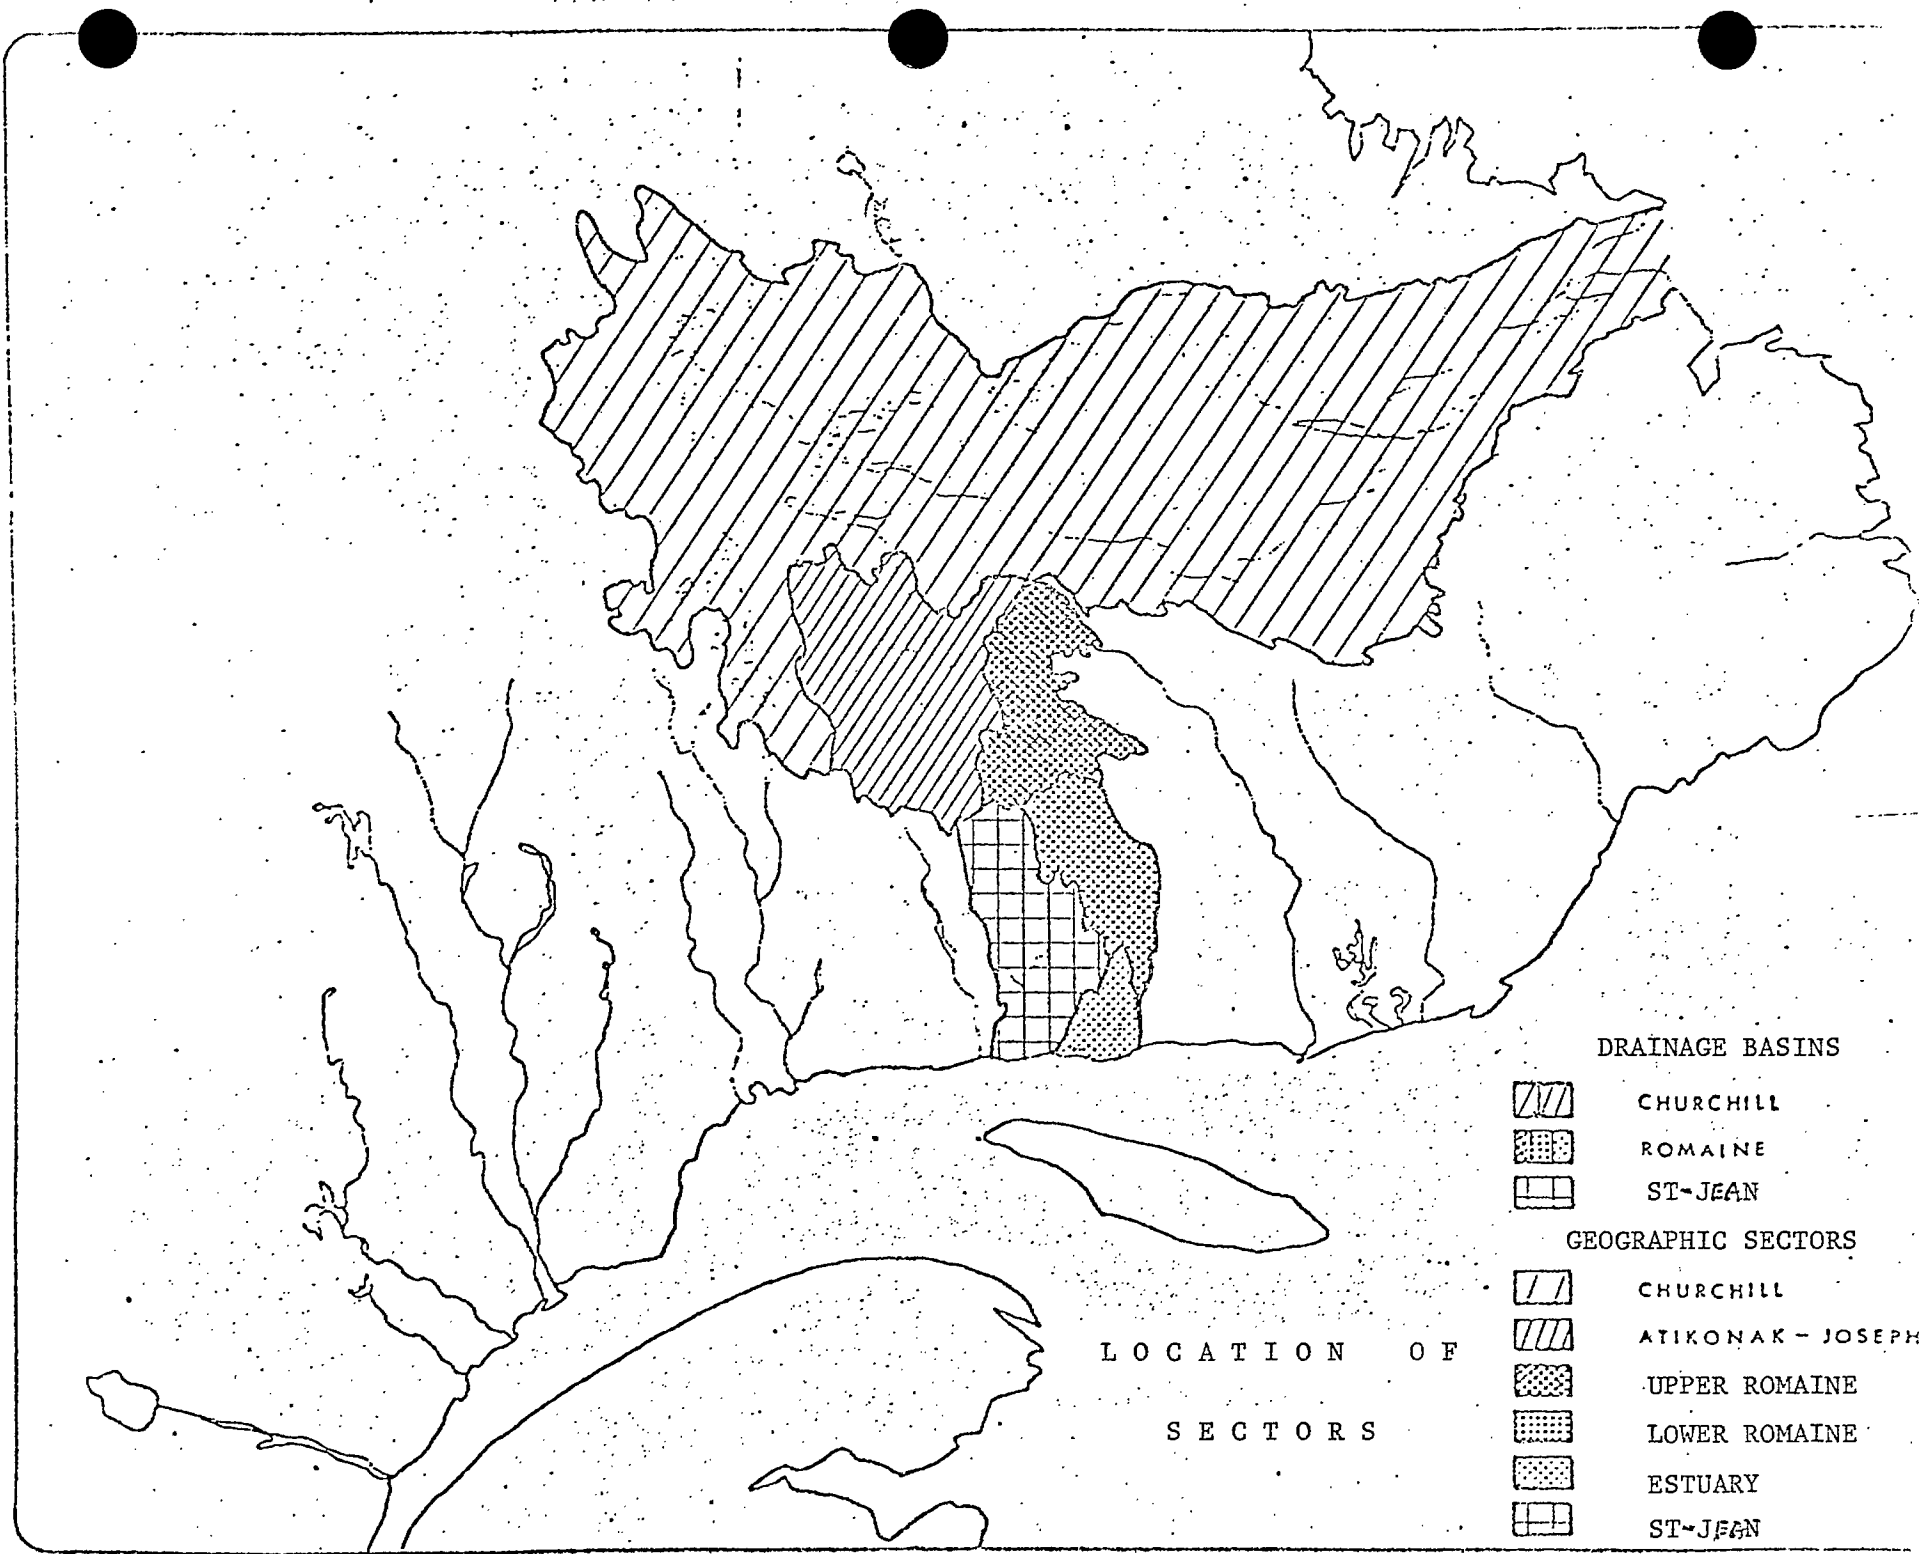 DRAINAGE BASINS
CHURCHILL
ROMAINE
ST-JEAN
GEOGRAPHIC SECTORS
CHURCHILL
ATIKONAK - JOSEPH
UPPER ROMAINE
LOWER ROMAINE
ESTUARY
ST-JEAN
LOCATION OF
SECTORS